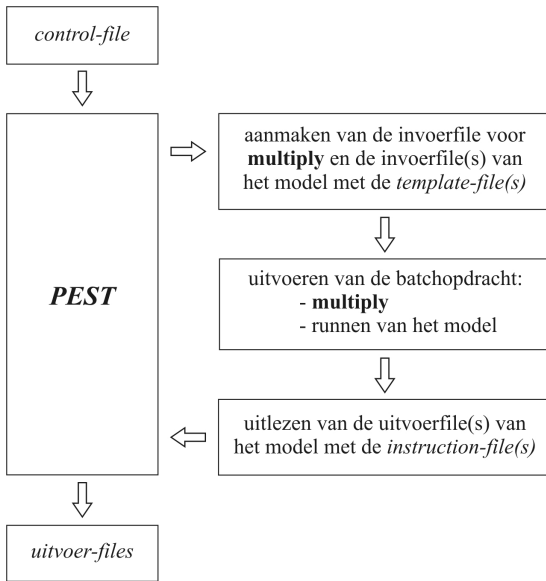 control-file
PEST
aanmaken van de invoerfile voor
multiply en de invoerfile(s) van
het model met de template-file(s)
uitvoeren van de batchopdracht:
- multiply
- runnen van het model
uitlezen van de uitvoerfile(s) van
het model met de instruction-file(s)
uitvoer-files